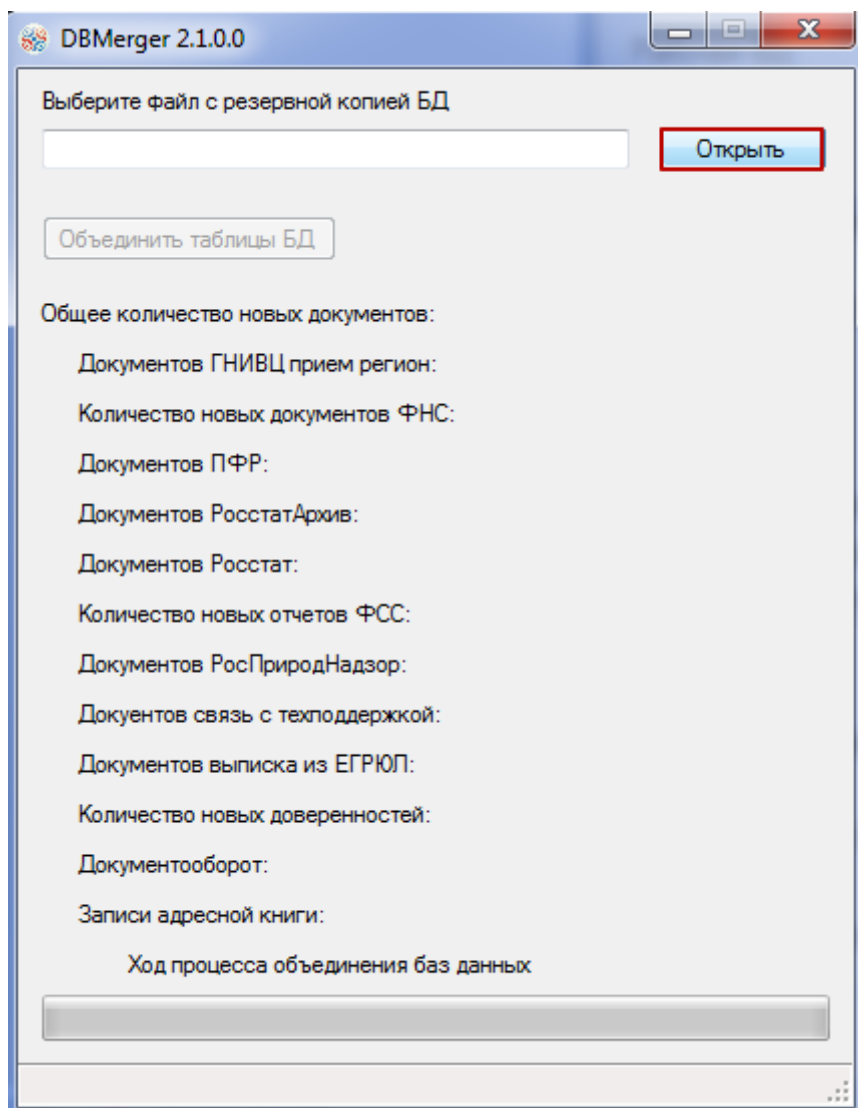 DBMerger 2.1.0.0
Выберите файл с резервной копией БД
Открыть
Объединить таблицы БД
Общее количество новых документов:
Документов ГНИВЦ прием регион:
Количество новых документов ФНС:
Документов ПФР:
Документов РосстатАрхив:
Документов Росстат:
Количество новых отчетов ФСС:
Документов РосПриродНадзор:
Докуентов связь с техподдержкой:
Документов выписка из ЕГРЮЛ:
Количество новых доверенностей:
Документооборот:
Записи адресной книги:
Ход процесса объединения баз данных